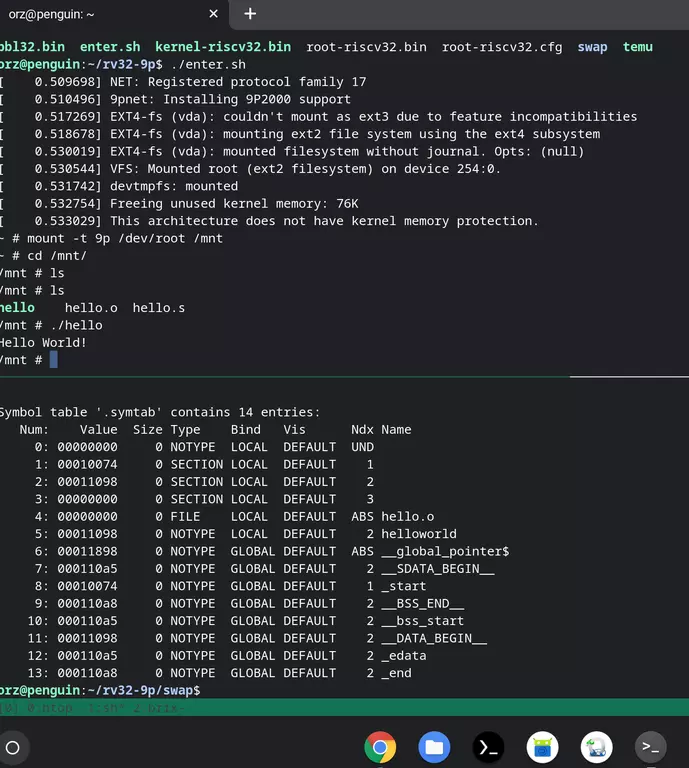 orz@penguin: ~
bbl32.bin enter.sh kernel-riscv32.bin root-riscv32.bin root-riscv32.cfg swap temu
orz@penguin:~/rv32-9p$ ./enter.sh
[    0.509698] NET: Registered protocol family 17
[    0.510496] 9pnet: Installing 9P2000 support
[    0.517269] EXT4-fs (vda): couldn't mount as ext3 due to feature incompatibilities
[    0.518678] EXT4-fs (vda): mounting ext2 file system using the ext4 subsystem
[    0.530019] EXT4-fs (vda): mounted filesystem without journal. Opts: (null)
[    0.530544] VFS: Mounted root (ext2 filesystem) on device 254:0.
[    0.531742] devtmpfs: mounted
[    0.532754] Freeing unused kernel memory: 76K
[    0.533029] This architecture does not have kernel memory protection.
~ # mount -t 9p /dev/root /mnt
~ # cd /mnt/
/mnt # ls
/mnt # ls
hello    hello.o  hello.s
/mnt # ./hello
Hello World!
/mnt #
Symbol table '.symtab' contains 14 entries:
   Num:    Value  Size Type    Bind   Vis      Ndx Name
     0: 00000000     0 NOTYPE  LOCAL  DEFAULT  UND
     1: 00010074     0 SECTION LOCAL  DEFAULT    1
     2: 00011098     0 SECTION LOCAL  DEFAULT    2
     3: 00000000     0 SECTION LOCAL  DEFAULT    3
     4: 00000000     0 FILE    LOCAL  DEFAULT  ABS hello.o
     5: 00011098     0 NOTYPE  LOCAL  DEFAULT    2 helloworld
     6: 00011898     0 NOTYPE  GLOBAL DEFAULT  ABS __global_pointer$
     7: 000110a5     0 NOTYPE  GLOBAL DEFAULT    2 __SDATA_BEGIN__
     8: 00010074     0 NOTYPE  GLOBAL DEFAULT    1 _start
     9: 000110a8     0 NOTYPE  GLOBAL DEFAULT    2 __BSS_END__
    10: 000110a5     0 NOTYPE  GLOBAL DEFAULT    2 __bss_start
    11: 00011098     0 NOTYPE  GLOBAL DEFAULT    2 __DATA_BEGIN__
    12: 000110a5     0 NOTYPE  GLOBAL DEFAULT    2 _edata
    13: 000110a8     0 NOTYPE  GLOBAL DEFAULT    2 _end
orz@penguin:~/rv32-9p/swap$
[0] 0 htop